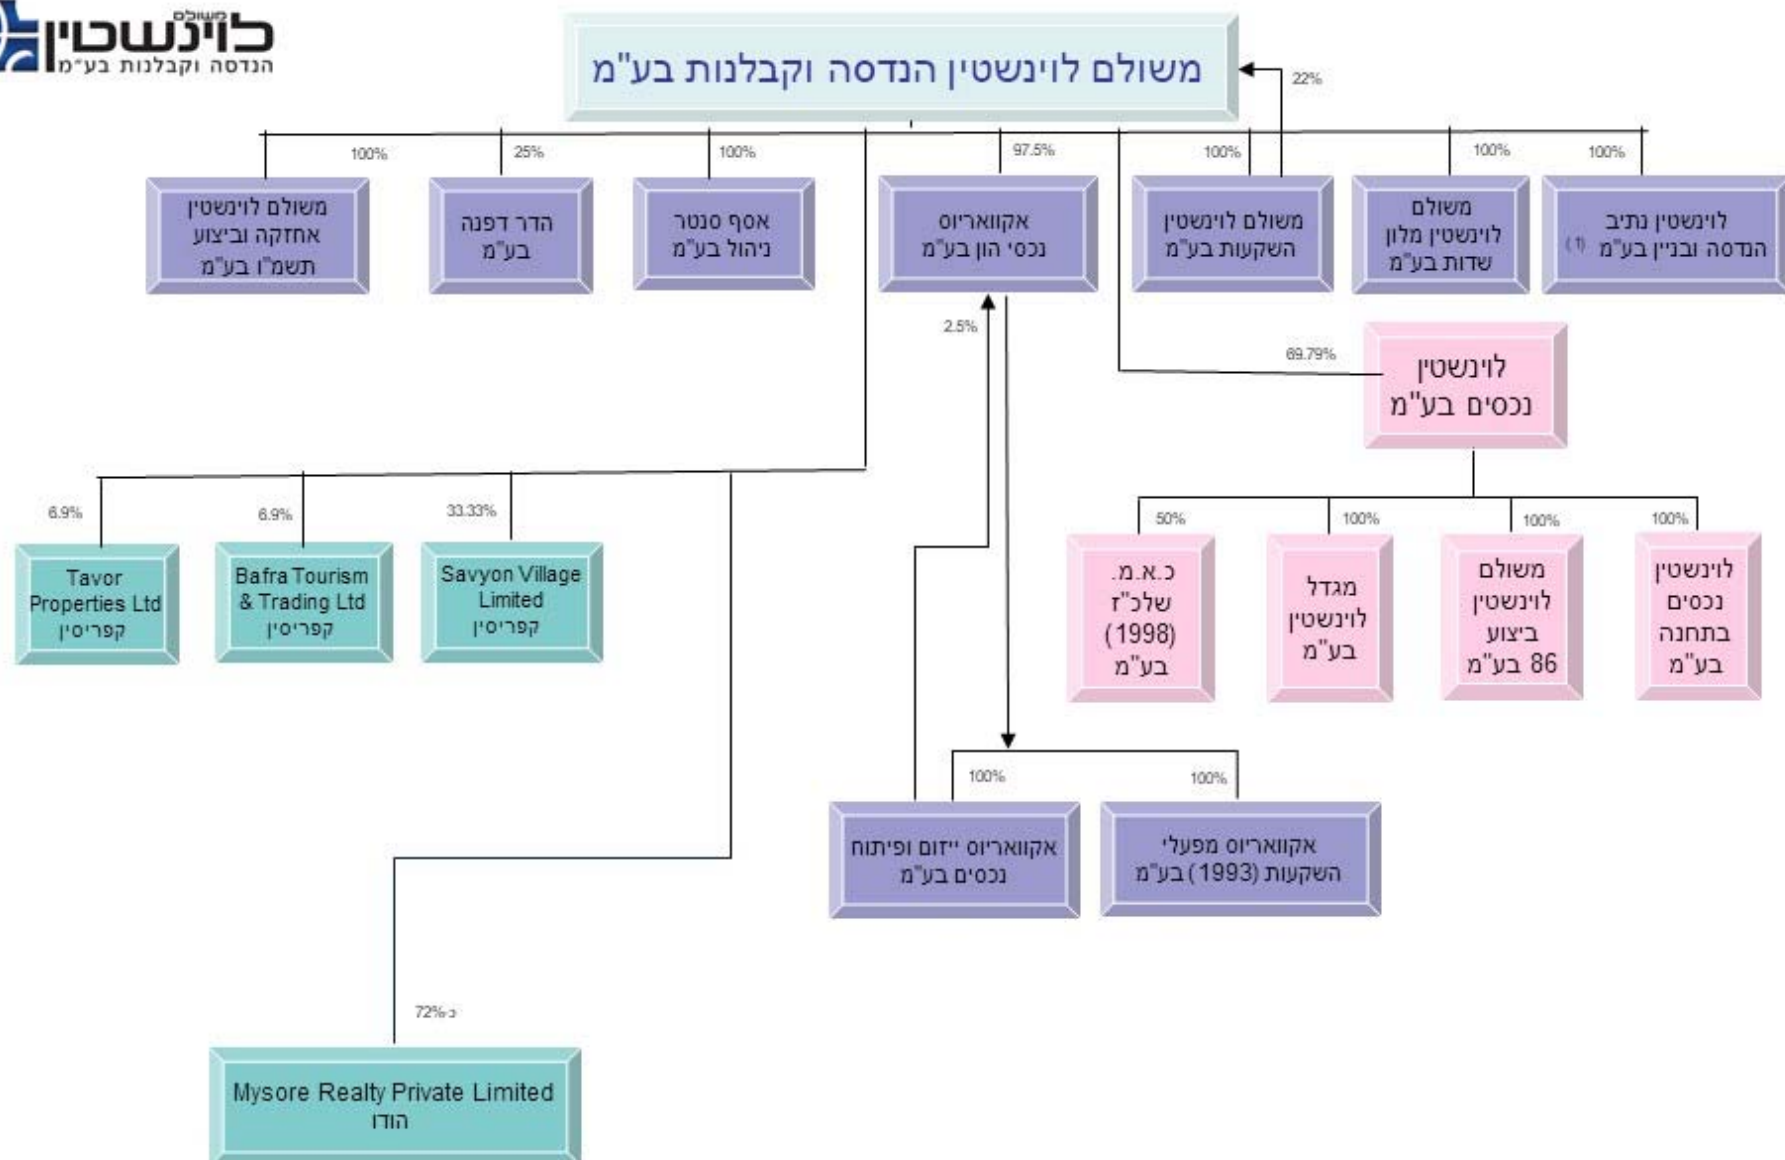 משולם
לוינשטין
הנדסה וקבלנות בע"מ
משולם לוינשטין הנדסה וקבלנות בע"מ
22%
100%
25%
100%
97.5%
100%
100%
100%
משולם לוינשטין
אחזקה וביצוע
תשמ"ו בע"מ
הדר דפנה
בע"מ
אסף סנטר
ניהול בע"מ
אקוואריוס
נכסי הון בע"מ
משולם לוינשטין
השקעות בע"מ
משולם
לוינשטין מלון
שדות בע"מ
לוינשטין נתיב
הנדסה ובניין בע"מ (1)
2.5%
69.79%
לוינשטין
נכסים בע"מ
6.9%
6.9%
33.33%
Tavor
Properties Ltd
קפריסין
Bafra Tourism
& Trading Ltd
קפריסין
Savyon Village
Limited
קפריסין
50%
100%
100%
100%
כ.א.מ.
שלכ"ז
(1998)
בע"מ
מגדל
לוינשטין
בע"מ
משולם
לוינשטין
ביצוע
86 בע"מ
לוינשטין
נכסים
בתחנה
בע"מ
100%
100%
אקוואריוס ייזום ופיתוח
נכסים בע"מ
אקוואריוס מפעלי
השקעות (1993) בע"מ
כ-72%
Mysore Realty Private Limited
הודו